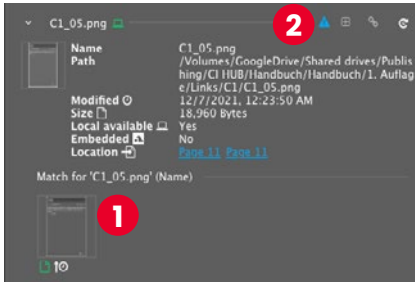 C1_05.png
2
Name C1_05.png
Path /Volumes/GoogleDrive/Shared drives/Publis
hing/CI HUB/Handbuch/Handbuch/1. Auflag
e/Links/C1/C1_05.png
Modified 12/7/2021, 12:23:50 AM
Size 18,960 Bytes
Local available Yes
Embedded No
Location Page 11 Page 11
Match for 'C1_05.png' (Name)
1